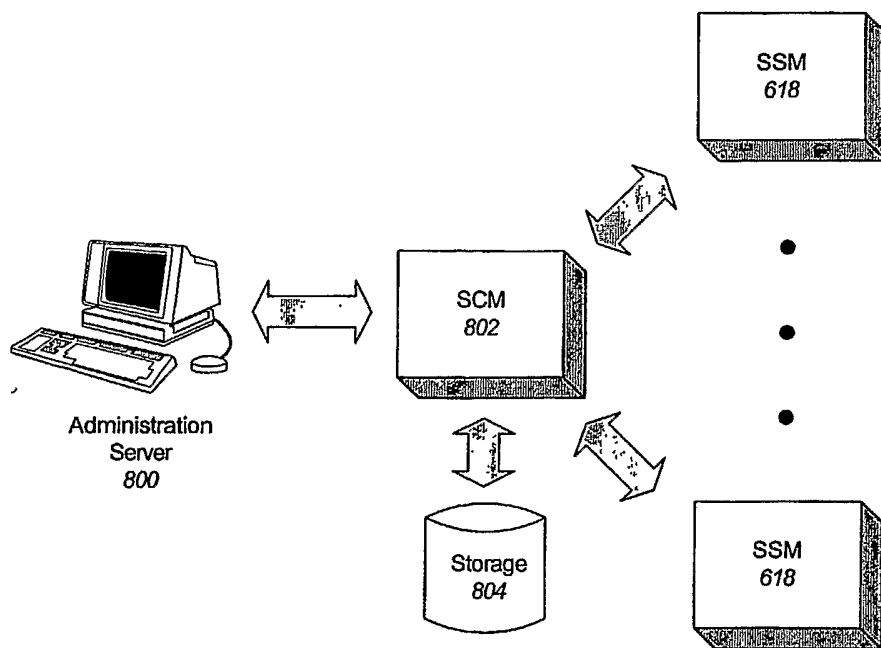 SSM
618
SCM
802
Administration
Server
800
Storage
804
SSM
618